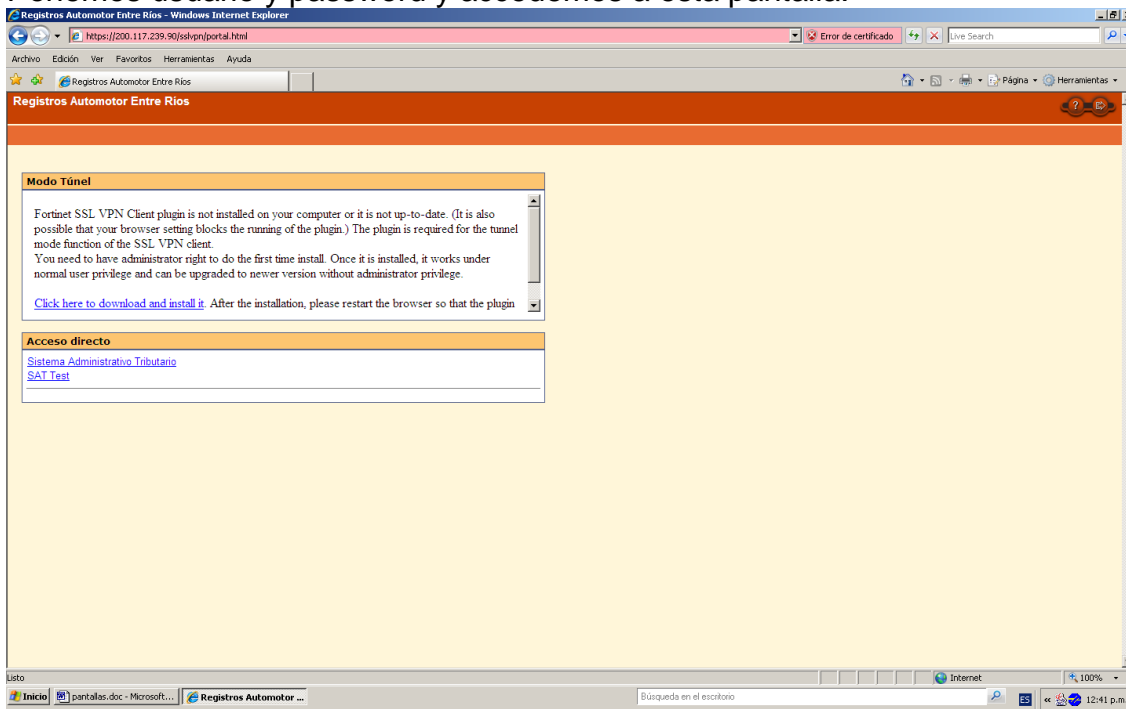 Ponemos usuario y password y accedemos a esta pantalla:
Registros Automotor Entre Ríos - Windows Internet Explorer
https://200.117.239.90/sslvpn/portal.html
Error de certificado
Live Search
Archivo Edición Ver Favoritos Herramientas Ayuda
Registros Automotor Entre Ríos
Página
Herramientas
Registros Automotor Entre Rios
?
Modo Túnel
Fortinet SSL VPN Client plugin is not installed on your computer or it is not up-to-date. (It is also
possible that your browser setting blocks the running of the plugin.) The plugin is required for the tunnel
mode function of the SSL VPN client.
You need to have administrator right to do the first time install. Once it is installed, it works under
normal user privilege and can be upgraded to newer version without administrator privilege.
Click here to download and install it. After the installation, please restart the browser so that the plugin
Acceso directo
Sistema Administrativo Tributario
SAT Test
Listo
Internet
100%
Inicio
pantallas.doc - Microsoft...
Registros Automotor ...
Búsqueda en el escritorio
ES
«
12:41 p.m.